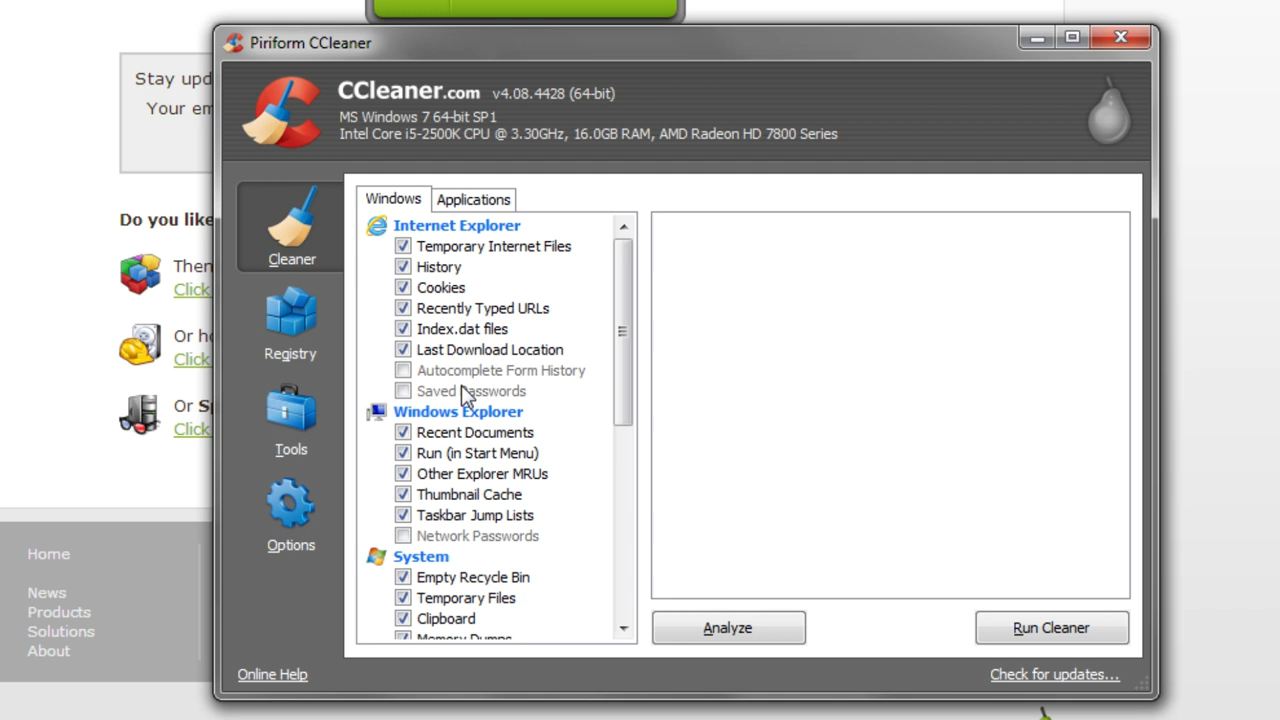 Piriform CCleaner
CCleaner.com v4.08.4428 (64-bit)
MS Windows 7 64-bit SP1
Intel Core i5-2500K CPU @ 3.30GHz, 16.0GB RAM, AMD Radeon HD 7800 Series
Stay upd
Your em
Do you like
Then
Click
Or h
Click
Or S
Click
Home
News
Products
Solutions
About
Cleaner
Registry
Tools
Options
Windows
Applications
Internet Explorer
Temporary Internet Files
History
Cookies
Recently Typed URLs
Index.dat files
Last Download Location
Autocomplete Form History
Saved Passwords
Windows Explorer
Recent Documents
Run (in Start Menu)
Other Explorer MRUs
Thumbnail Cache
Taskbar Jump Lists
Network Passwords
System
Empty Recycle Bin
Temporary Files
Clipboard
Memory Dumps
Analyze
Run Cleaner
Online Help
Check for updates...